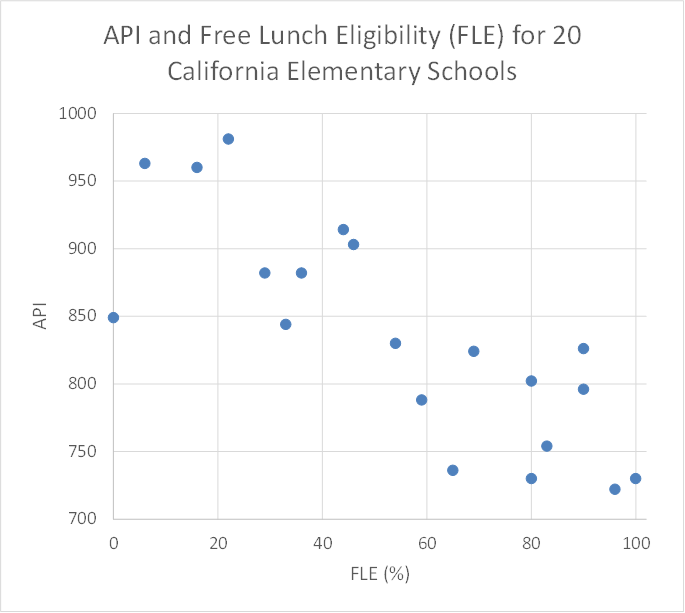 API and Free Lunch Eligibility (FLE) for 20
California Elementary Schools
1000
950
900
850
800
750
700
API
0 20 40 60 80 100
FLE (%)